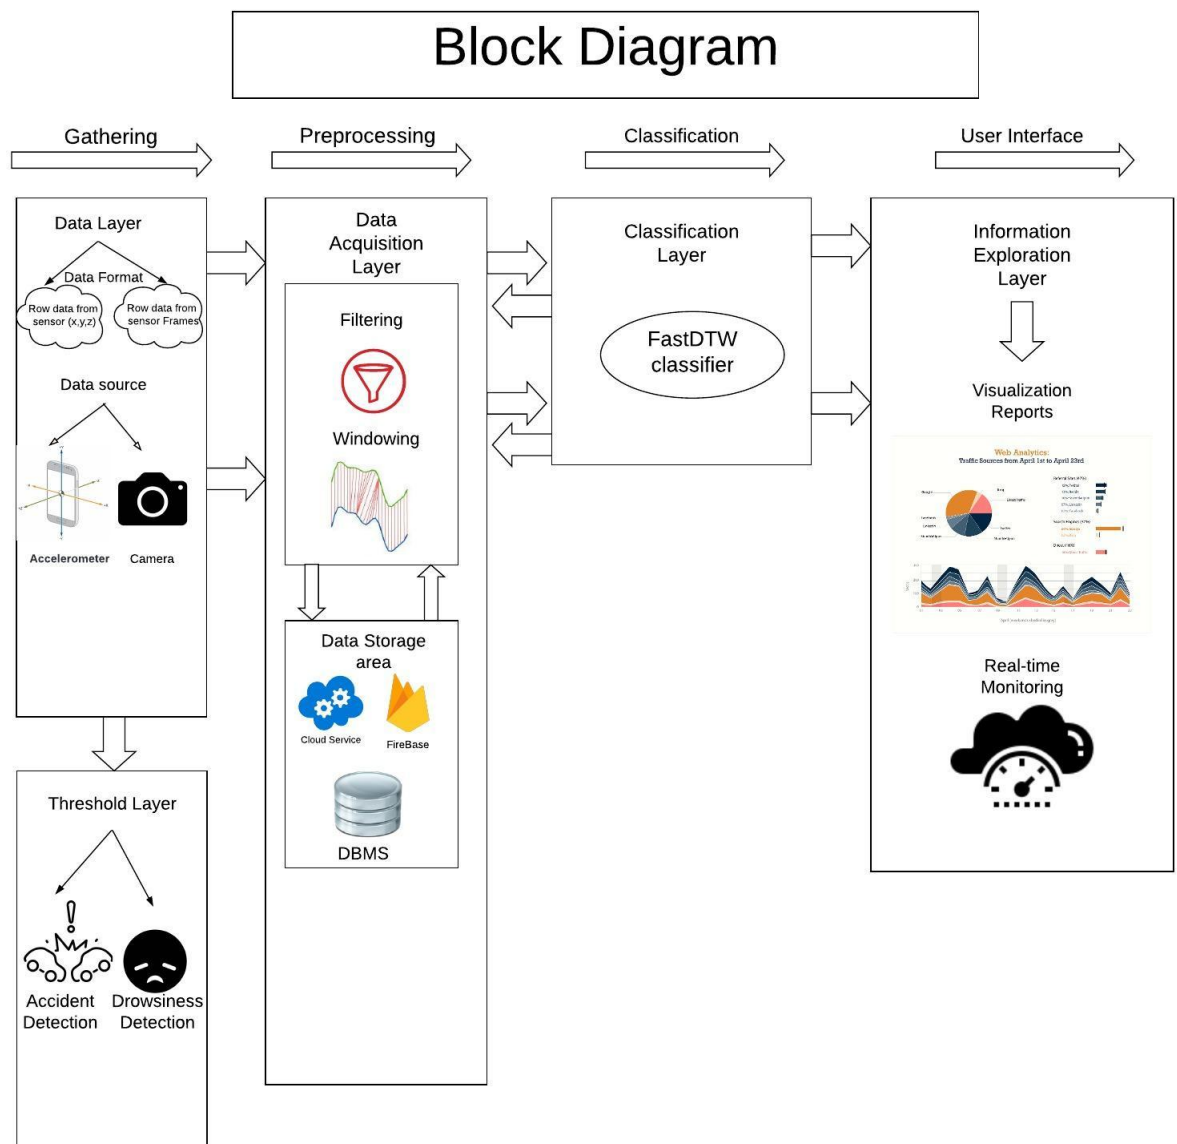 Block Diagram
Gathering
Preprocessing
Classification
User Interface
Data Layer
Data Format
Row data from
sensor (x,y,z)
Row data from
sensor Frames
Data source
Accelerometer
Camera
Threshold Layer
Accident
Detection
Drowsiness
Detection
Data
Acquisition
Layer
Filtering
Windowing
Data Storage
area
Cloud Service
FireBase
DBMS
Classification
Layer
FastDTW
classifier
Information
Exploration
Layer
Visualization
Reports
Web Analytics:
Traffic Sources from April 1st to April 23rd
Real-time
Monitoring